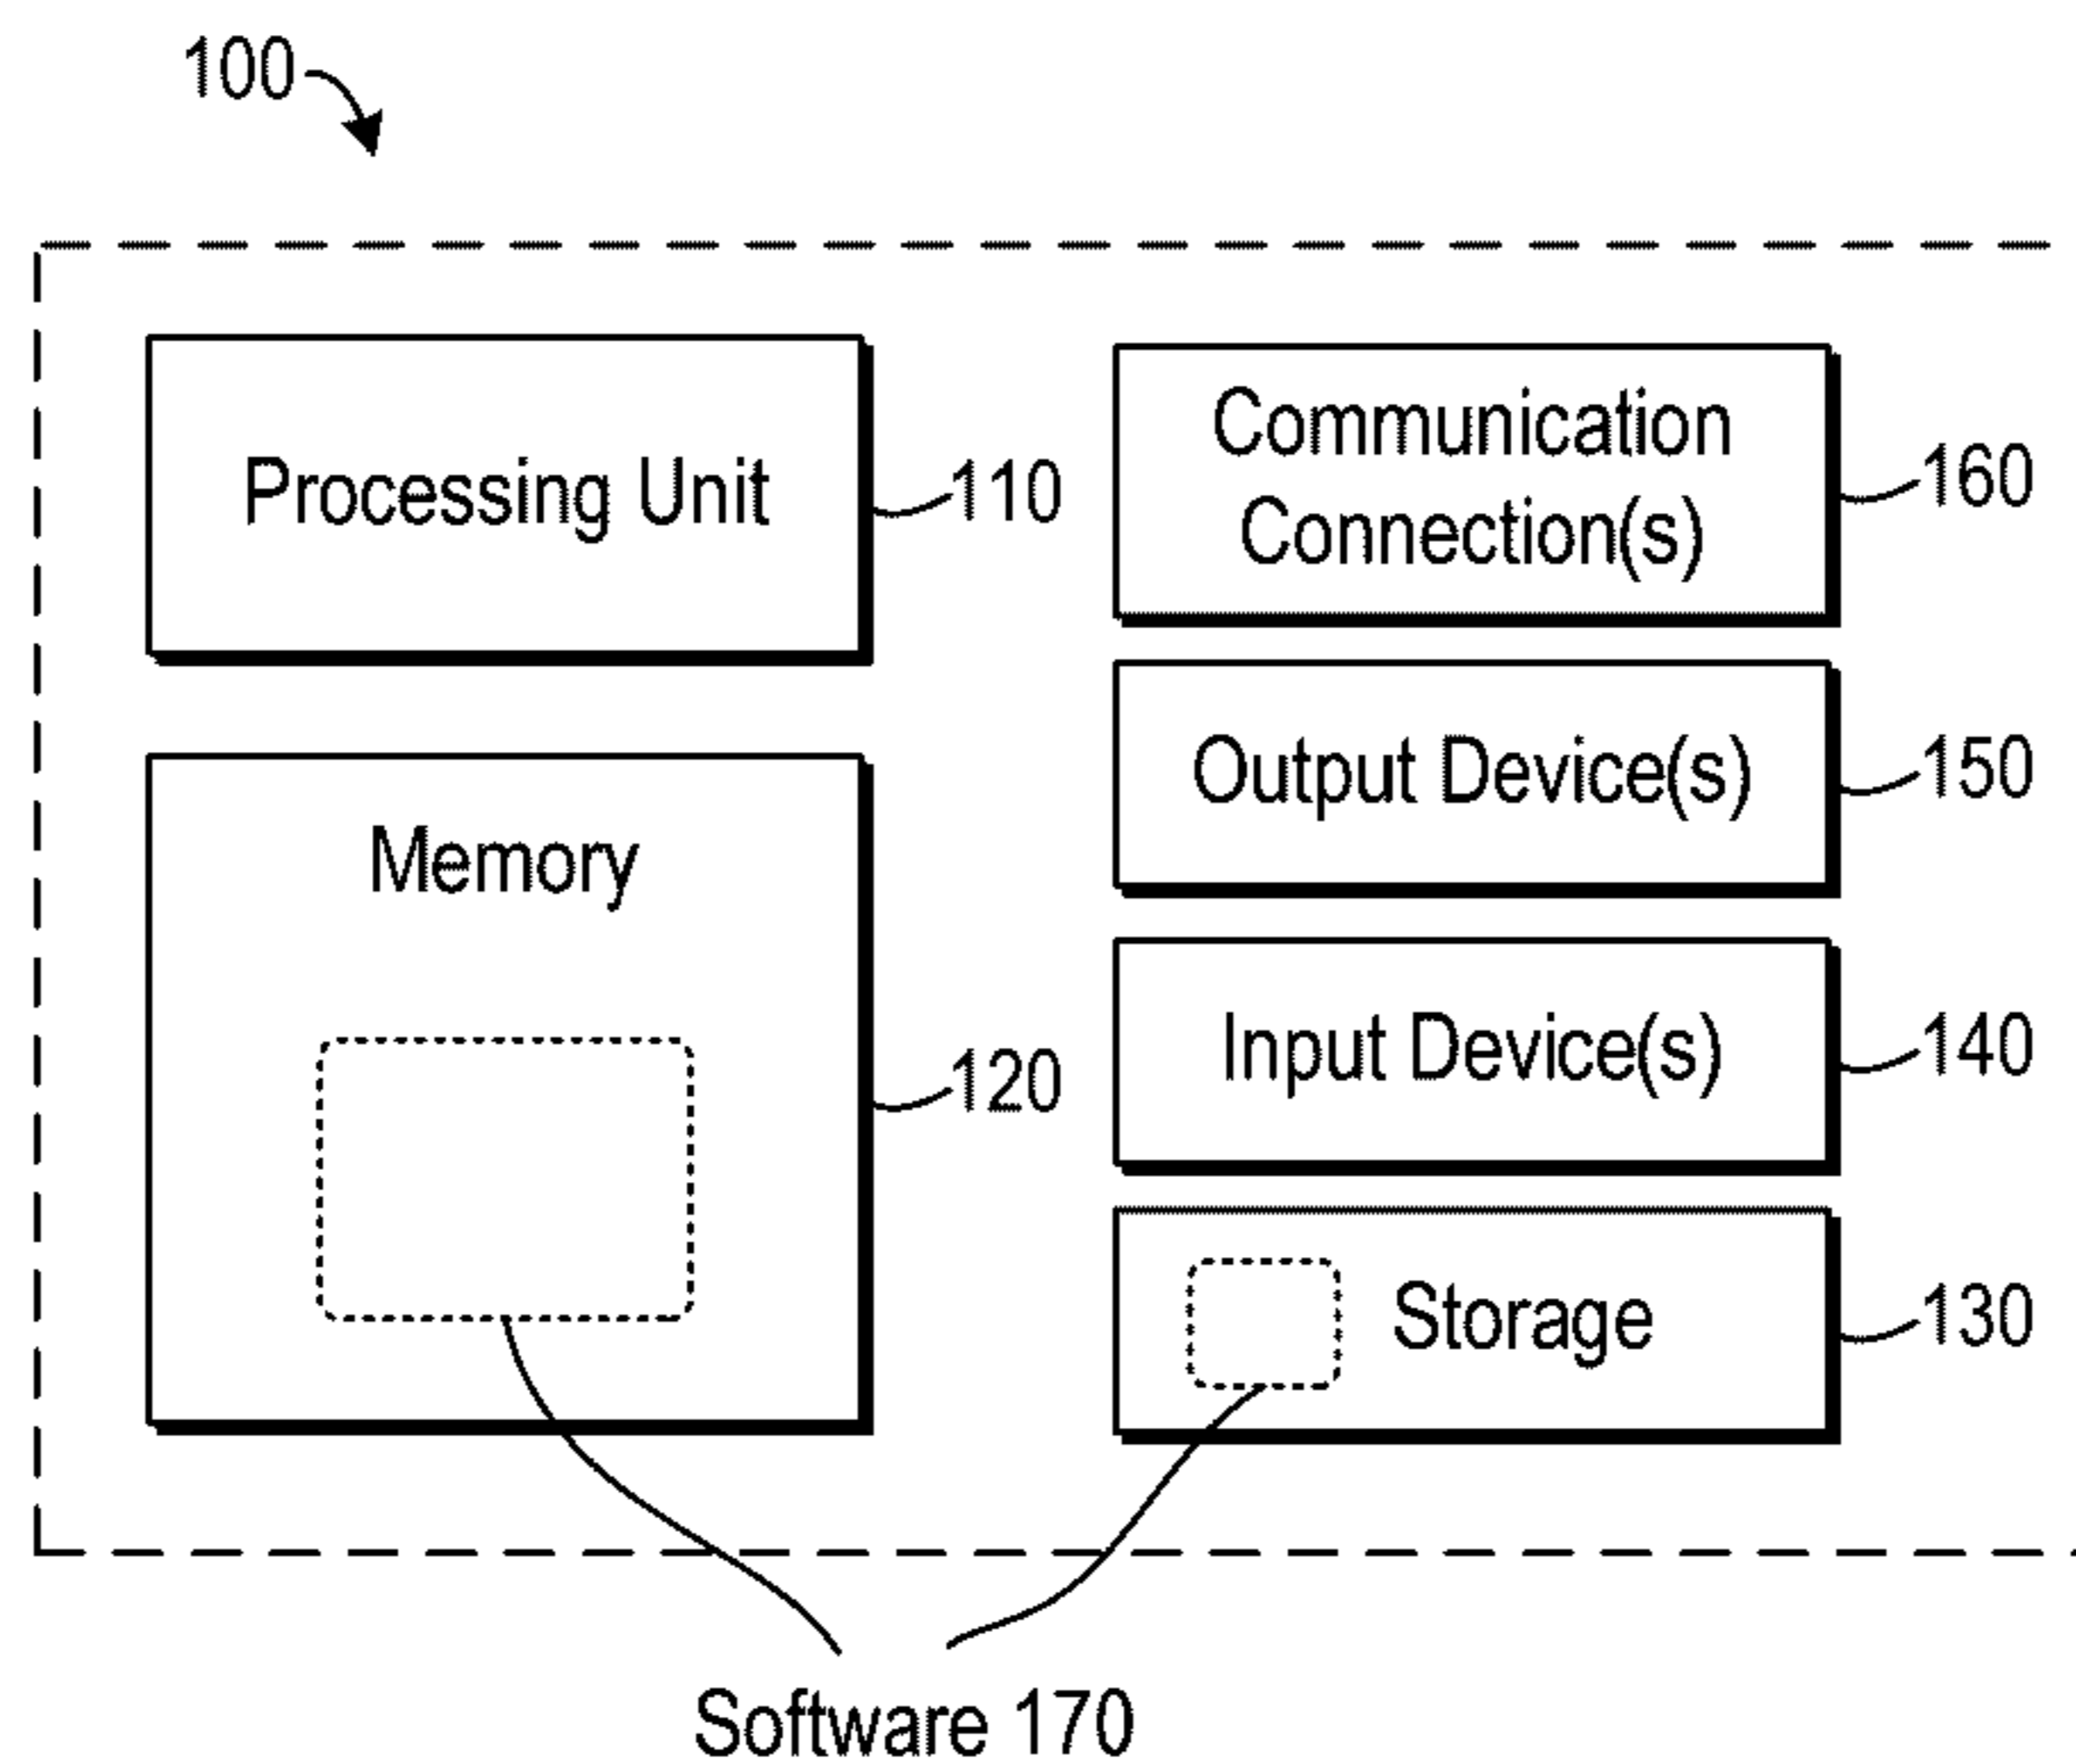 100
Processing Unit
110
Communication
Connection(s)
160
Output Device(s)
150
Memory
120
Input Device(s)
140
Storage
130
Software 170